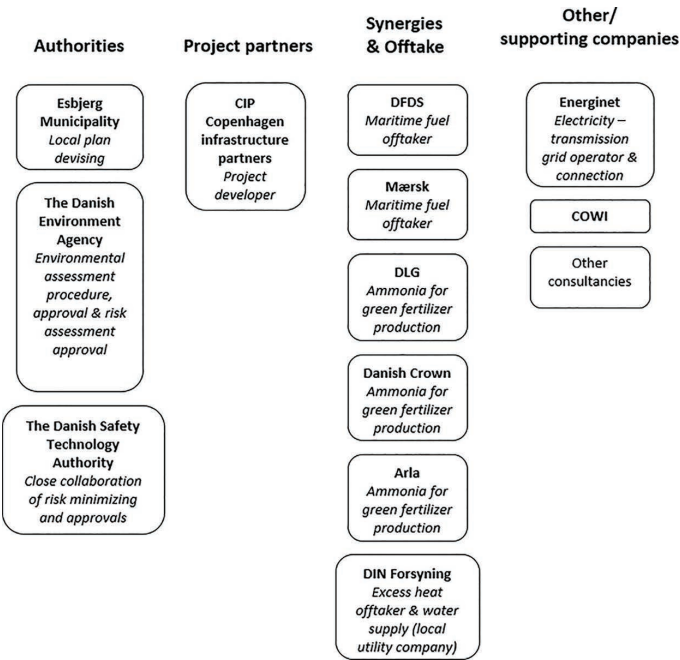 Authorities
Esbjerg
Municipality
Local plan
devising
The Danish
Environment
Agency
Environmental
assessment
procedure,
approval & risk
assessment
approval
The Danish Safety
Technology
Authority
Close collaboration
of risk minimizing
and approvals
Project partners
CIP
Copenhagen
infrastructure
partners
Project
developer
Synergies
& Offtake
DFDS
Maritime fuel
offtaker
Mærsk
Maritime fuel
offtaker
DLG
Ammonia for
green fertilizer
production
Danish Crown
Ammonia for
green fertilizer
production
Arla
Ammonia for
green fertilizer
production
DIN Forsyning
Excess heat
offtaker & water
supply (local
utility company)
Other/
supporting companies
Energinet
Electricity –
transmission
grid operator &
connection
COWI
Other
consultancies